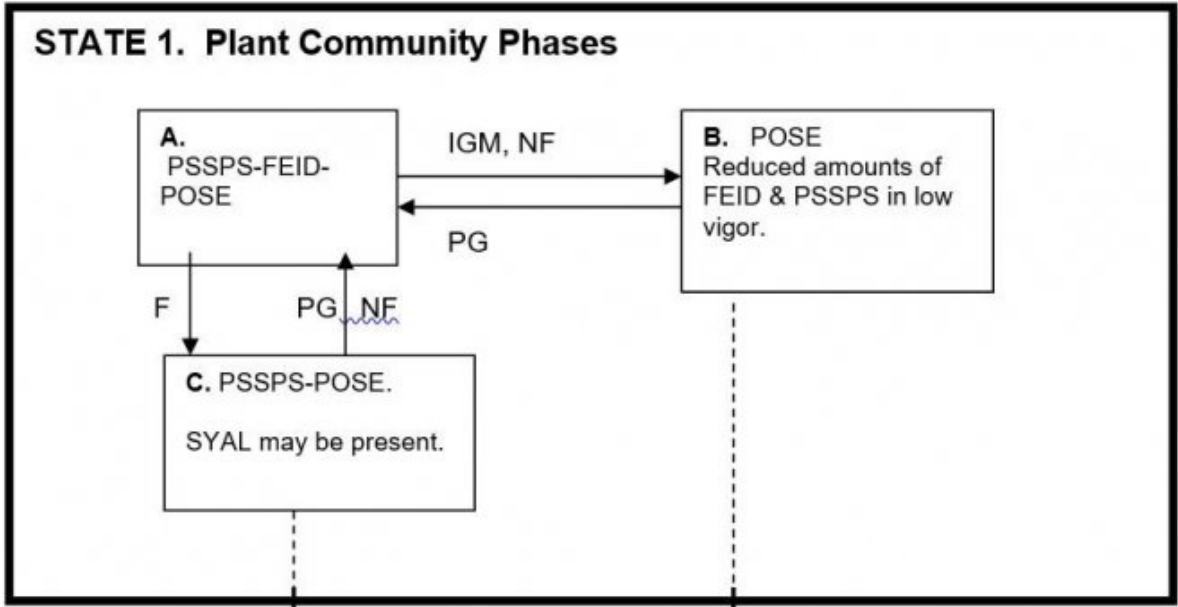 STATE 1. Plant Community Phases
A.
PSSPS-FEID-
POSE
IGM, NF
PG
B. POSE
Reduced amounts of
FEID & PSSPS in low
vigor.
F
PG NF
C. PSSPS-POSE.
SYAL may be present.